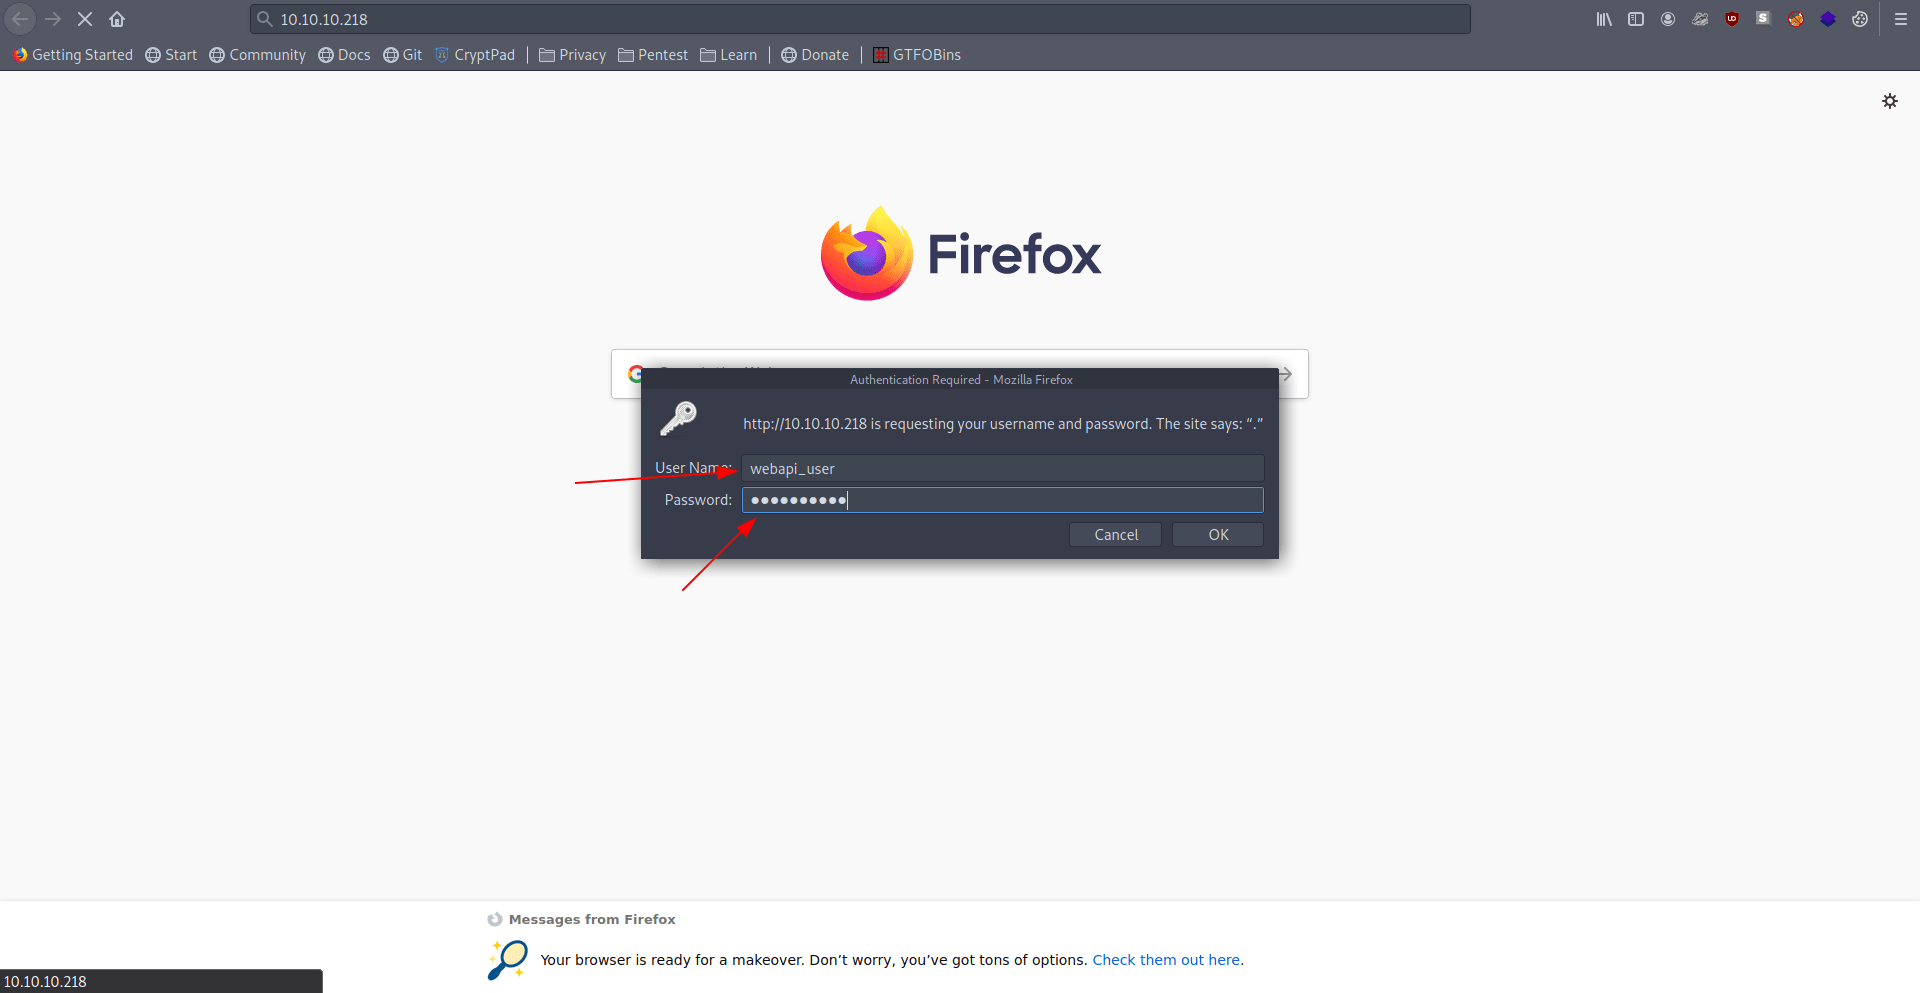 10.10.10.218
Getting Started Start Community Docs Git CryptPad Privacy Pentest Learn Donate GTFOBins
Firefox
Authentication Required - Mozilla Firefox
http://10.10.10.218 is requesting your username and password. The site says: “.”
User Name: webapi_user
Password: ●●●●●●●●●●
Cancel OK
Messages from Firefox
Your browser is ready for a makeover. Don’t worry, you’ve got tons of options. Check them out here.
10.10.10.218